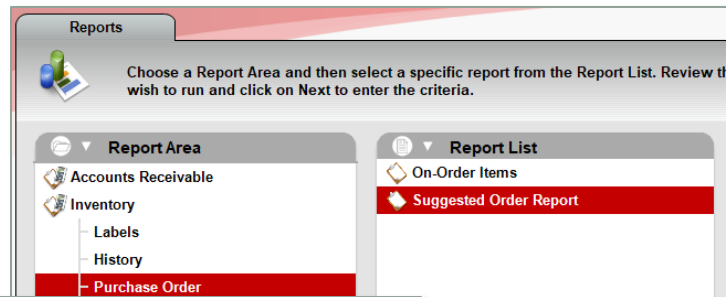 Reports
Choose a Report Area and then select a specific report from the Report List. Review
wish to run and click on Next to enter the criteria.
Report Area
Accounts Receivable
Inventory
Labels
History
Purchase Order
Report List
On-Order Items
Suggested Order Report